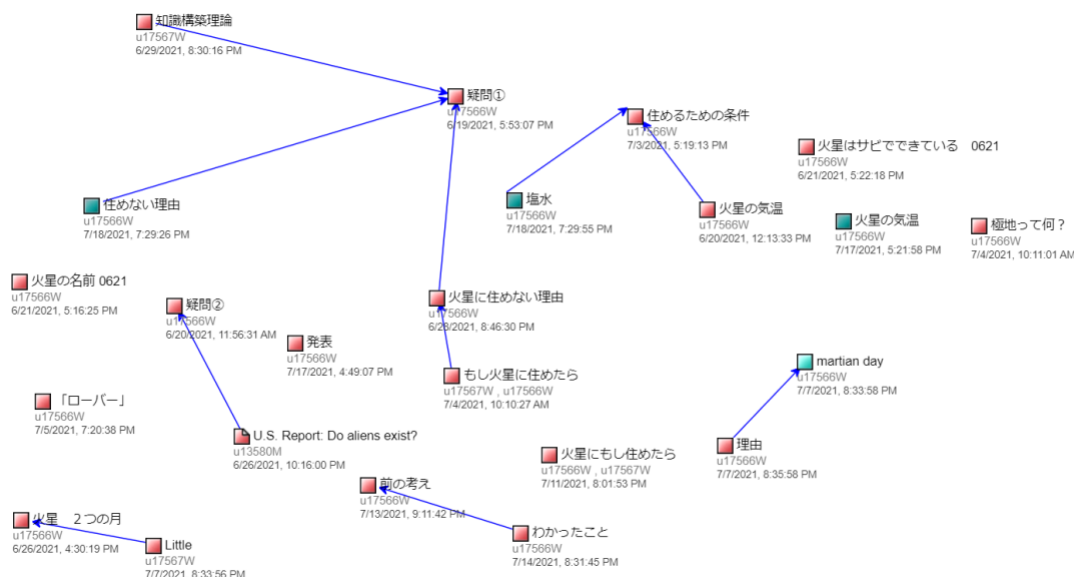 知識構築理論
u17567W
6/29/2021, 8:30:16 PM
疑問①
u17566W
6/19/2021, 5:53:07 PM
住めるための条件
u17566W
7/3/2021, 5:19:13 PM
火星はサビでできている 0621
u17566W
6/21/2021, 5:22:18 PM
住めない理由
u17566W
7/18/2021, 7:29:26 PM
塩水
u17566W
7/18/2021, 7:29:55 PM
火星の気温
u17566W
6/20/2021, 12:13:33 PM
火星の気温
u17566W
7/17/2021, 5:21:58 PM
極地って何？
u17566W
7/4/2021, 10:11:01 AM
火星の名前 0621
u17566W
6/21/2021, 5:16:25 PM
疑問②
u17566W
6/20/2021, 11:56:31 AM
火星に住めない理由
u17566W
6/28/2021, 8:46:30 PM
発表
u17566W
7/17/2021, 4:49:07 PM
martian day
u17566W
7/7/2021, 8:33:58 PM
もし火星に住めたら
u17567W , u17566W
7/4/2021, 10:10:27 AM
「ローバー」
u17566W
7/5/2021, 7:20:38 PM
U.S. Report: Do aliens exist?
u13580M
6/26/2021, 10:16:00 PM
火星にもし住めたら
u17566W , u17567W
7/11/2021, 8:01:53 PM
理由
u17566W
7/7/2021, 8:35:58 PM
前の考え
u17566W
7/13/2021, 9:11:42 PM
火星 ２つの月
u17566W
6/26/2021, 4:30:19 PM
わかったこと
u17566W
7/14/2021, 8:31:45 PM
Little
u17567W
7/7/2021, 8:33:56 PM